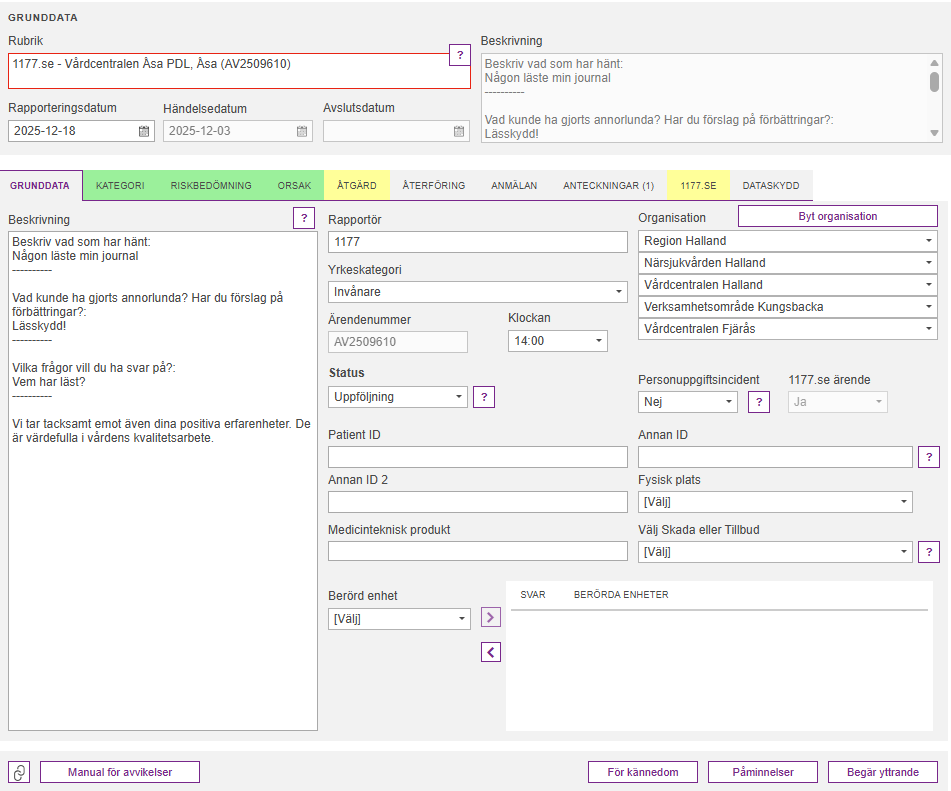 GRUNDDATA
Rubrik
?
1177.se - Vårdcentralen Åsa PDL, Åsa (AV2509610)
Beskrivning
Beskriv vad som har hänt:
Någon läste min journal
----------
Vad kunde ha gjorts annorlunda? Har du förslag på förbättringar?:
Lässkydd!
Rapporteringsdatum
Händelsedatum
Avslutsdatum
2025-12-18
2025-12-03
GRUNDDATA KATEGORI RISKBEDÖMNING ORSAK ÅTGÄRD ÅTERFÖRING ANMÄLAN ANTECKNINGAR (1) 1177.SE DATASKYDD
Beskrivning
?
Beskriv vad som har hänt:
Någon läste min journal
----------
Vad kunde ha gjorts annorlunda? Har du förslag på
förbättringar?:
Lässkydd!
----------
Vilka frågor vill du ha svar på?:
Vem har läst?
----------
Vi tar tacksamt emot även dina positiva erfarenheter. De
är värdefulla i vårdens kvalitetsarbete.
Rapportör
1177
Yrkeskategori
Invånare
Ärendenummer
AV2509610
Klockan
14:00
Status
Uppföljning
?
Organisation
Byt organisation
Region Halland
Närsjukvården Halland
Vårdcentralen Halland
Verksamhetsområde Kungsbacka
Vårdcentralen Fjärås
Personuppgiftsincident
Nej
?
1177.se ärende
Ja
Patient ID
Annan ID
?
Annan ID 2
Fysisk plats
[Välj]
Medicinteknisk produkt
Välj Skada eller Tillbud
[Välj]
?
Berörd enhet
[Välj]
SVAR BERÖRDA ENHETER
Manual för avvikelser
För kännedom
Påminnelser
Begär yttrande